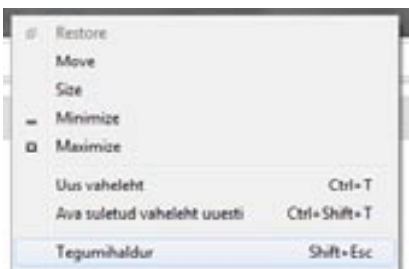 Restore
Move
Size
Minimize
Maximize
Uus vaheleht Ctrl+T
Ava suletud vaheleht uuesti Ctrl+Shift+T
Tegumihaldur Shift+Esc